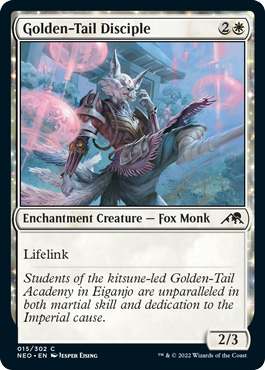 Golden-Tail Disciple 2
Enchantment Creature — Fox Monk
Lifelink
Students of the kitsune-led Golden-Tail
Academy in Eiganjo are unparalleled in
both martial skill and dedication to the
Imperial cause.
2/3
015/302 C
NEO • EN Jesper Ejsing
™ & © 2022 Wizards of the Coast